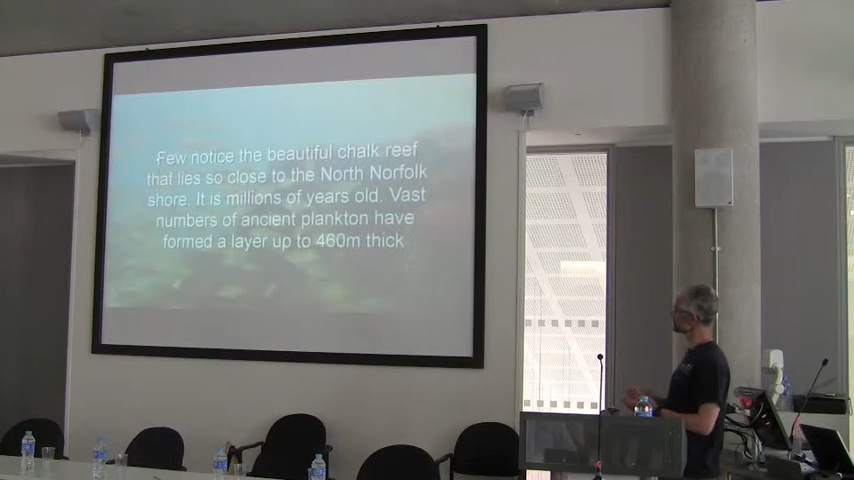 Few notice the beautiful chalk reef
that lies so close to the North Norfolk
shore. It is millions of years old. Vast
numbers of ancient plankton have
formed a layer up to 460m thick